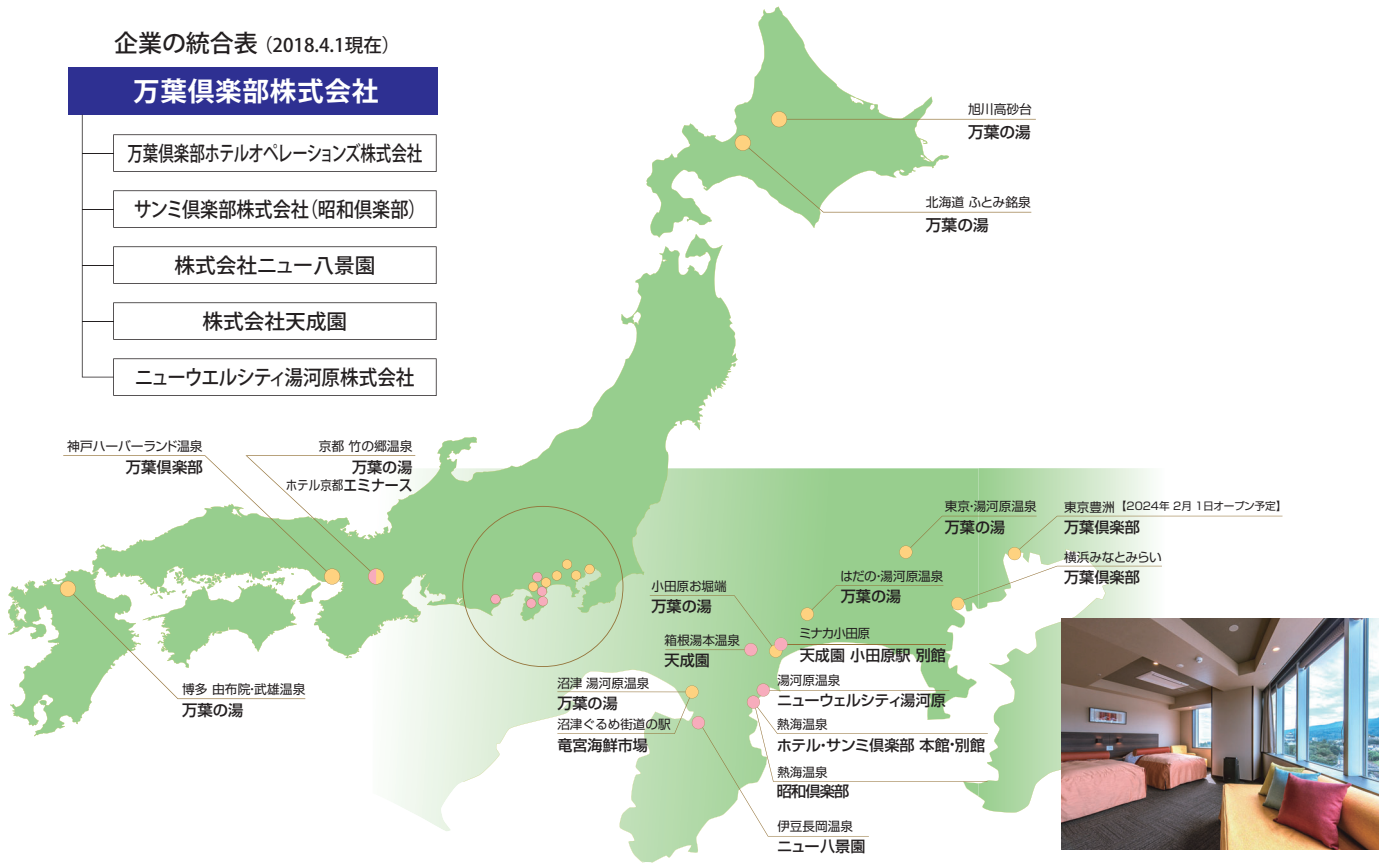 企業の統合表（2018.4.1現在）
万葉倶楽部株式会社
万葉倶楽部ホテルオペレーションズ株式会社
サンミ倶楽部株式会社（昭和倶楽部）
株式会社ニュー八景園
株式会社天成園
ニューウエルシティ湯河原株式会社
旭川高砂台
万葉の湯
北海道 ふとみ銘泉
万葉の湯
神戸ハーバーランド温泉
万葉倶楽部
京都 竹の郷温泉
万葉の湯
ホテル京都エミナース
博多 由布院・武雄温泉
万葉の湯
東京・湯河原温泉
万葉の湯
東京豊洲【2024年 2月 1日オープン予定】
万葉倶楽部
横浜みなとみらい
万葉倶楽部
はだの・湯河原温泉
万葉の湯
小田原お堀端
万葉の湯
ミナカ小田原
天成園 小田原駅 別館
箱根湯本温泉
天成園
湯河原温泉
ニューウェルシティ湯河原
沼津 湯河原温泉
万葉の湯
沼津ぐるめ街道の駅
竜宮海鮮市場
熱海温泉
ホテル・サンミ倶楽部 本館・別館
熱海温泉
昭和倶楽部
伊豆長岡温泉
ニュー八景園